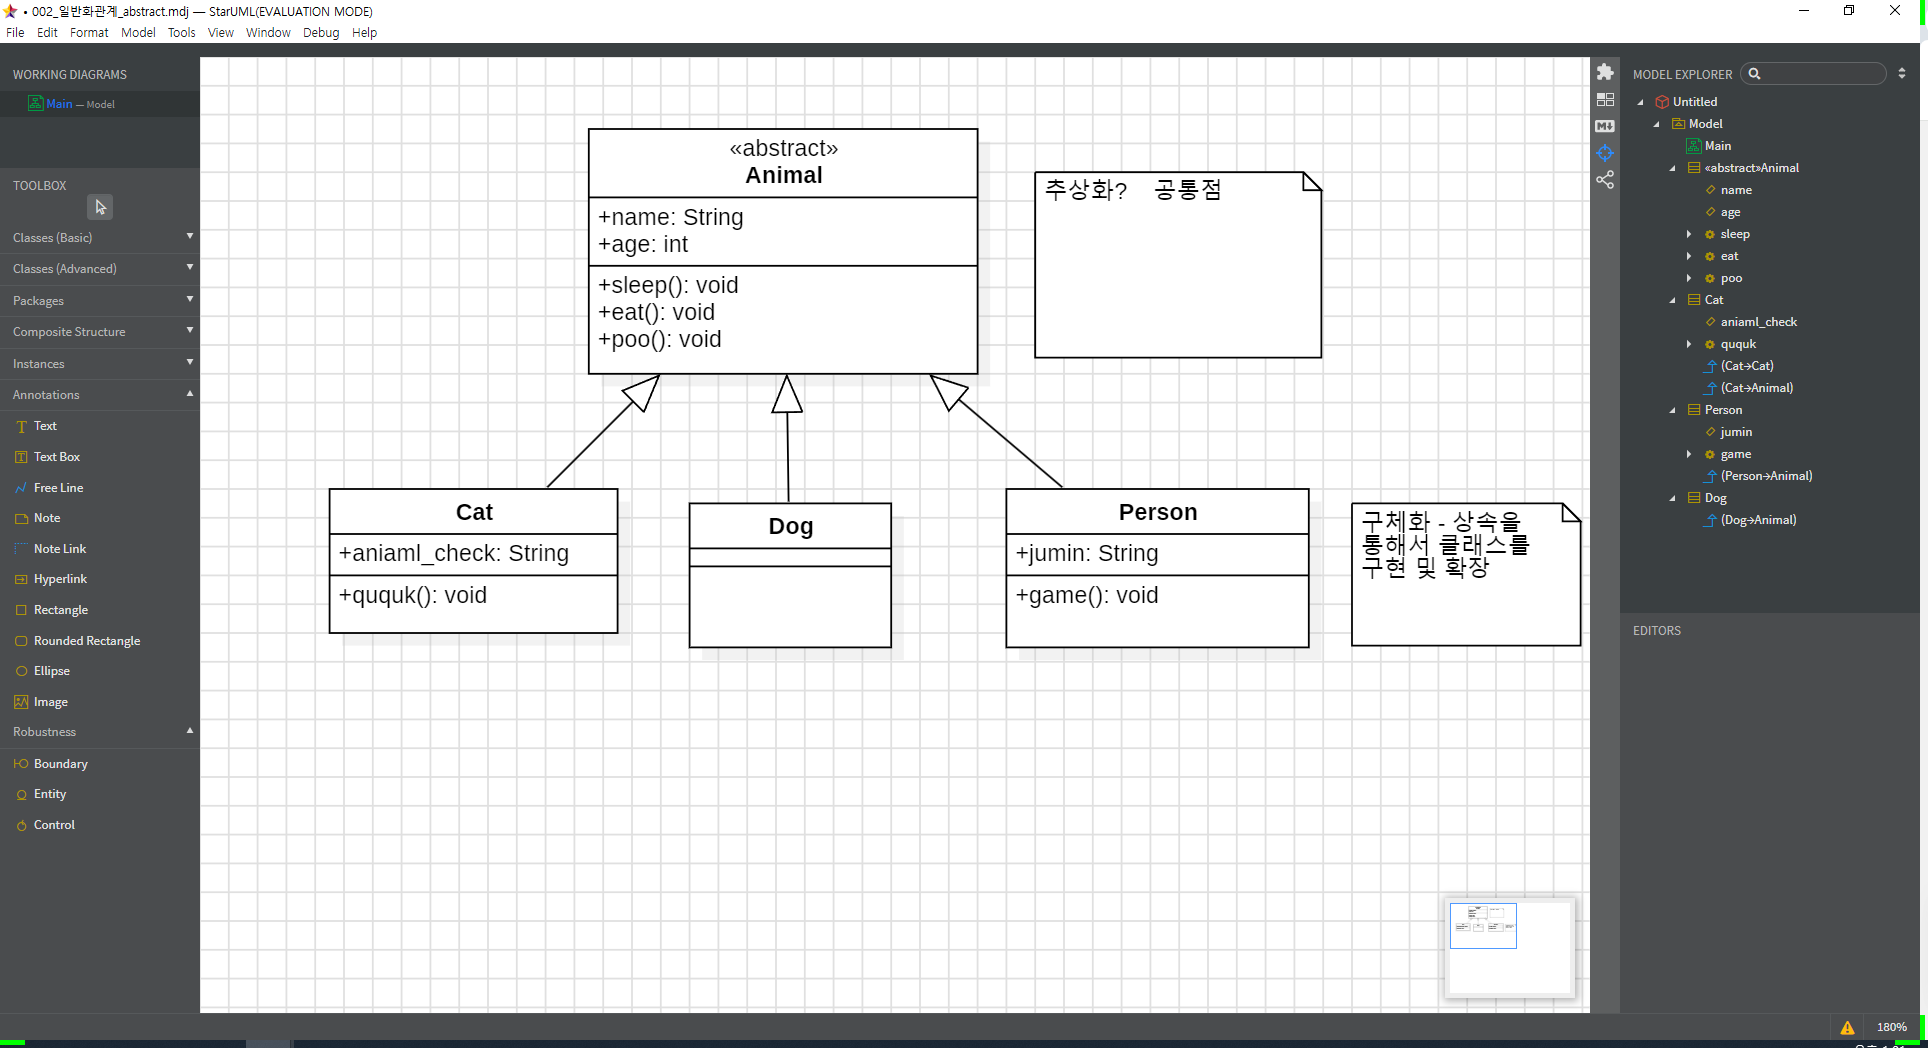 • 002_일반화관계_abstract.mdj — StarUML(EVALUATION MODE)
File Edit Format Model Tools View Window Debug Help
WORKING DIAGRAMS
Main — Model
TOOLBOX
Classes (Basic)
Classes (Advanced)
Packages
Composite Structure
Instances
Annotations
Text
Text Box
Free Line
Note
Note Link
Hyperlink
Rectangle
Rounded Rectangle
Ellipse
Image
Robustness
Boundary
Entity
Control
«abstract»
Animal
+name: String
+age: int
+sleep(): void
+eat(): void
+poo(): void
추상화? 공통점
Cat
+aniaml_check: String
+ququk(): void
Dog
Person
+jumin: String
+game(): void
구체화 - 상속을
통해서 클래스를
구현 및 확장
MODEL EXPLORER
Untitled
Model
Main
«abstract»Animal
name
age
sleep
eat
poo
Cat
aniaml_check
ququk
(Cat→Cat)
(Cat→Animal)
Person
jumin
game
(Person→Animal)
Dog
(Dog→Animal)
EDITORS
180%